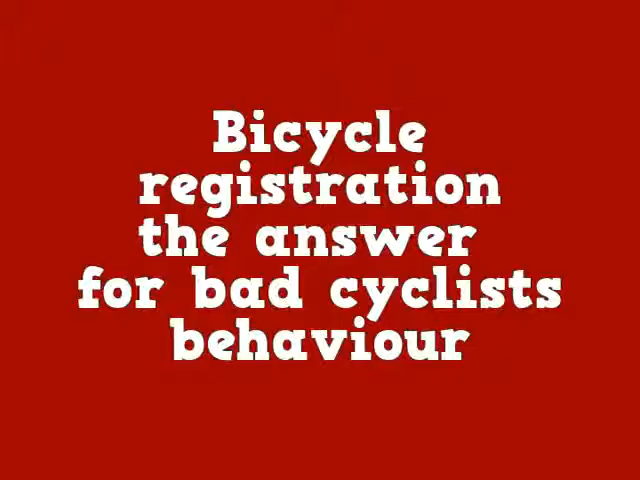 Bicycle
registration
the answer
for bad cyclists
behaviour